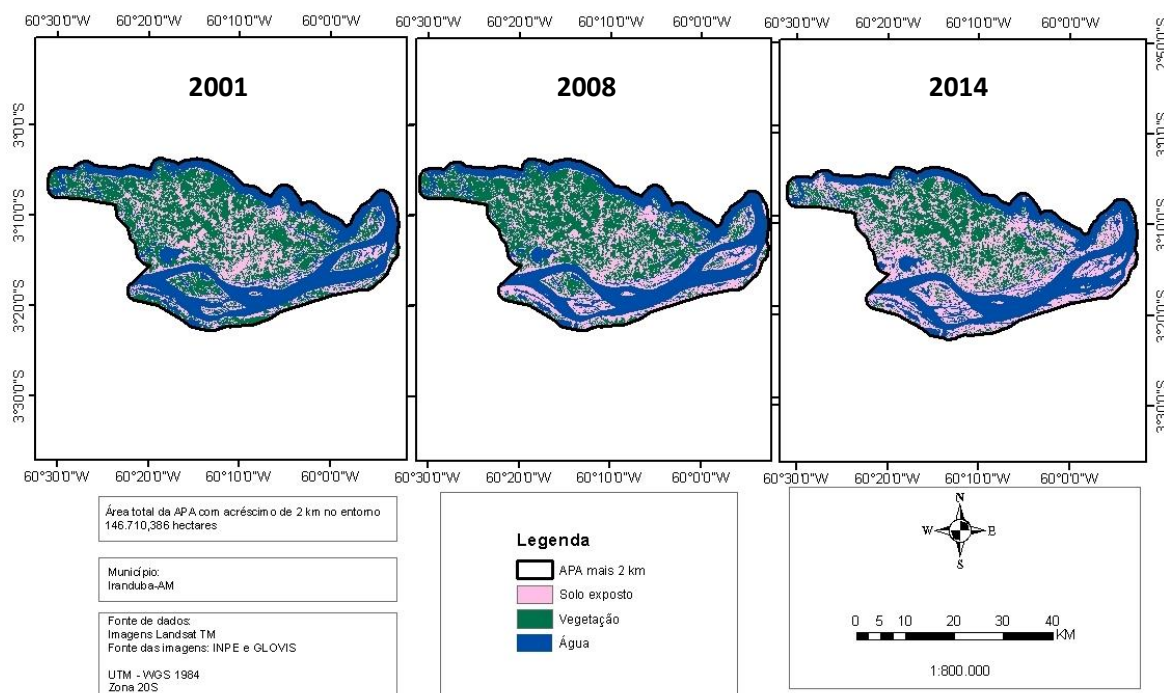 60°30'0"W 60°20'0"W 60°10'0"W 60°0'0"W 60°30'0"W 60°20'0"W 60°10'0"W 60°0'0"W 60°30'0"W 60°20'0"W 60°10'0"W 60°0'0"W
2001 2008 2014
3°0'0"S
3°10'0"S
3°20'0"S
3°30'0"S
60°30'0"W 60°20'0"W 60°10'0"W 60°0'0"W 60°30'0"W 60°20'0"W 60°10'0"W 60°0'0"W 60°30'0"W 60°20'0"W 60°10'0"W 60°0'0"W
Área total da APA com acréscimo de 2 km no entorno
146.710,386 hectares
Município:
Iranduba-AM
Fonte de dados:
Imagens Landsat TM
Fonte das imagens: INPE e GLOVIS
UTM - WGS 1984
Zona 20S
Legenda
APA mais 2 km
Solo exposto
Vegetação
Água
N
W E
S
0 5 10 20 30 40
KM
1:800.000